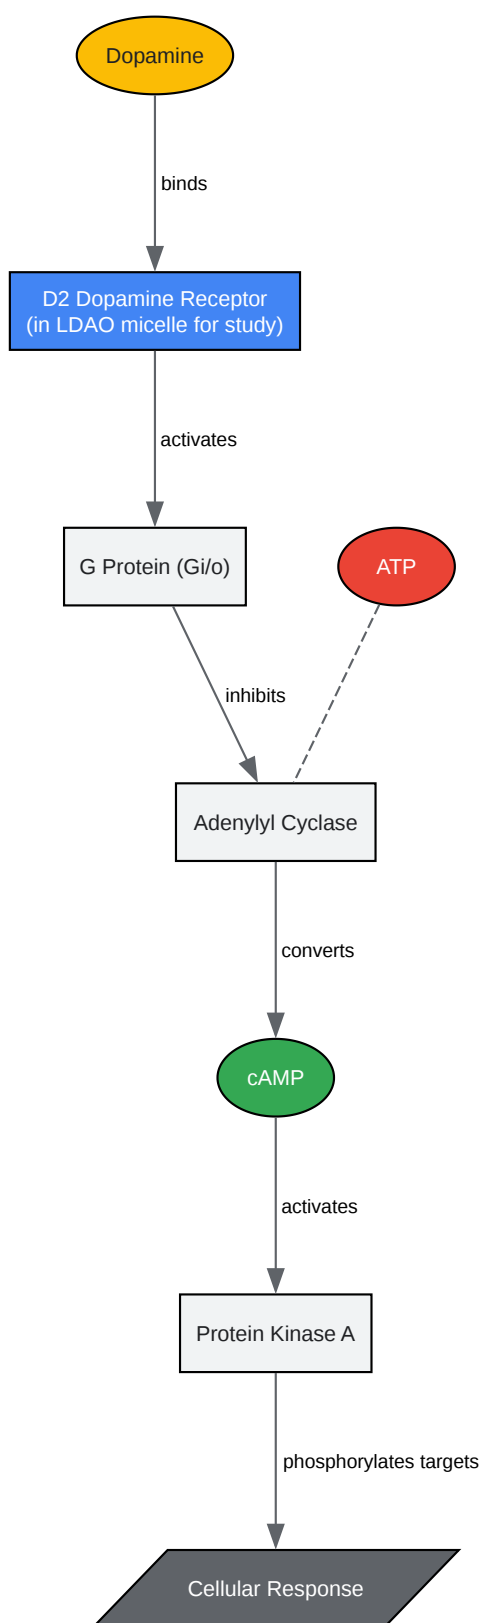 Dopamine
binds
D2 Dopamine Receptor
(in LDAO micelle for study)
activates
G Protein (Gi/o)
ATP
inhibits
Adenylyl Cyclase
converts
cAMP
activates
Protein Kinase A
phosphorylates targets
Cellular Response